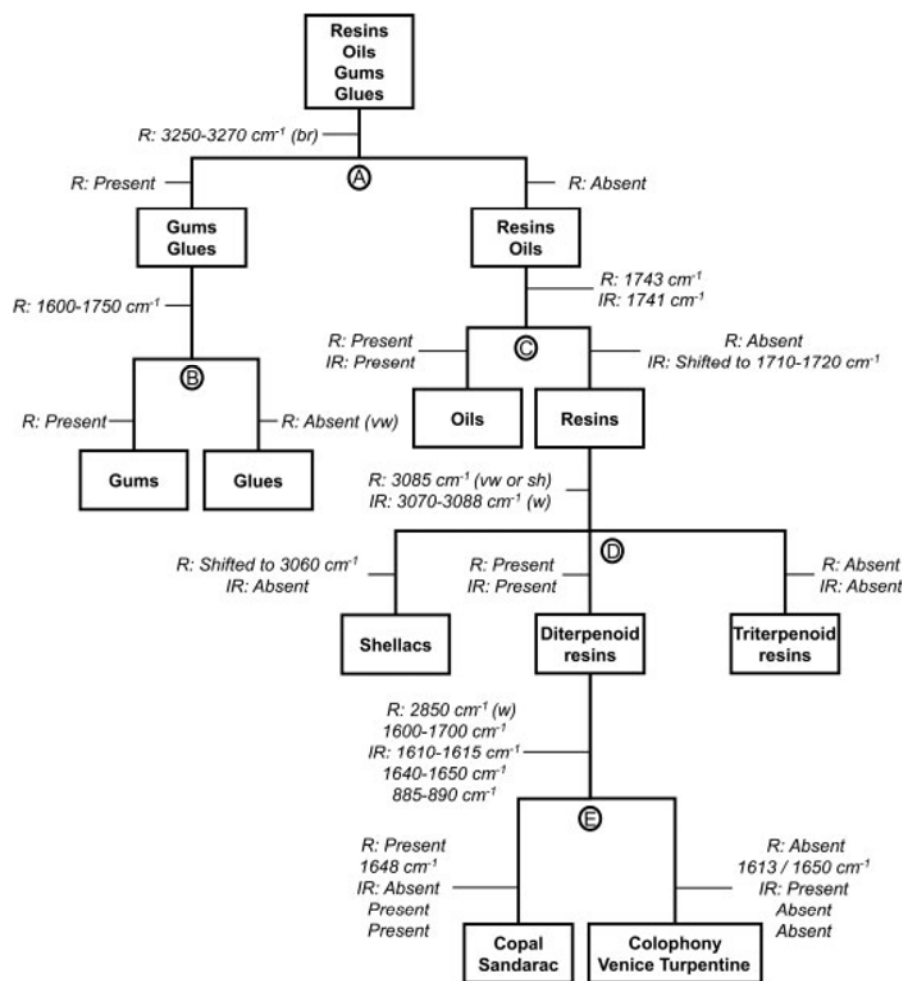 Resins
Oils
Gums
Glues
R: 3250-3270 cm⁻¹ (br)
A
R: Present
R: Absent
Gums
Glues
Resins
Oils
R: 1600-1750 cm⁻¹
R: 1743 cm⁻¹
IR: 1741 cm⁻¹
B
C
R: Present
IR: Present
R: Absent
IR: Shifted to 1710-1720 cm⁻¹
R: Present
R: Absent (vw)
Oils
Resins
Gums
Glues
R: 3085 cm⁻¹ (vw or sh)
IR: 3070-3088 cm⁻¹ (w)
D
R: Shifted to 3060 cm⁻¹
IR: Absent
R: Present
IR: Present
R: Absent
IR: Absent
Shellacs
Diterpenoid
resins
Triterpenoid
resins
R: 2850 cm⁻¹ (w)
1600-1700 cm⁻¹
IR: 1610-1615 cm⁻¹
1640-1650 cm⁻¹
885-890 cm⁻¹
E
R: Present
1648 cm⁻¹
IR: Absent
Present
Present
R: Absent
1613 / 1650 cm⁻¹
IR: Present
Absent
Absent
Copal
Sandarac
Colophony
Venice Turpentine